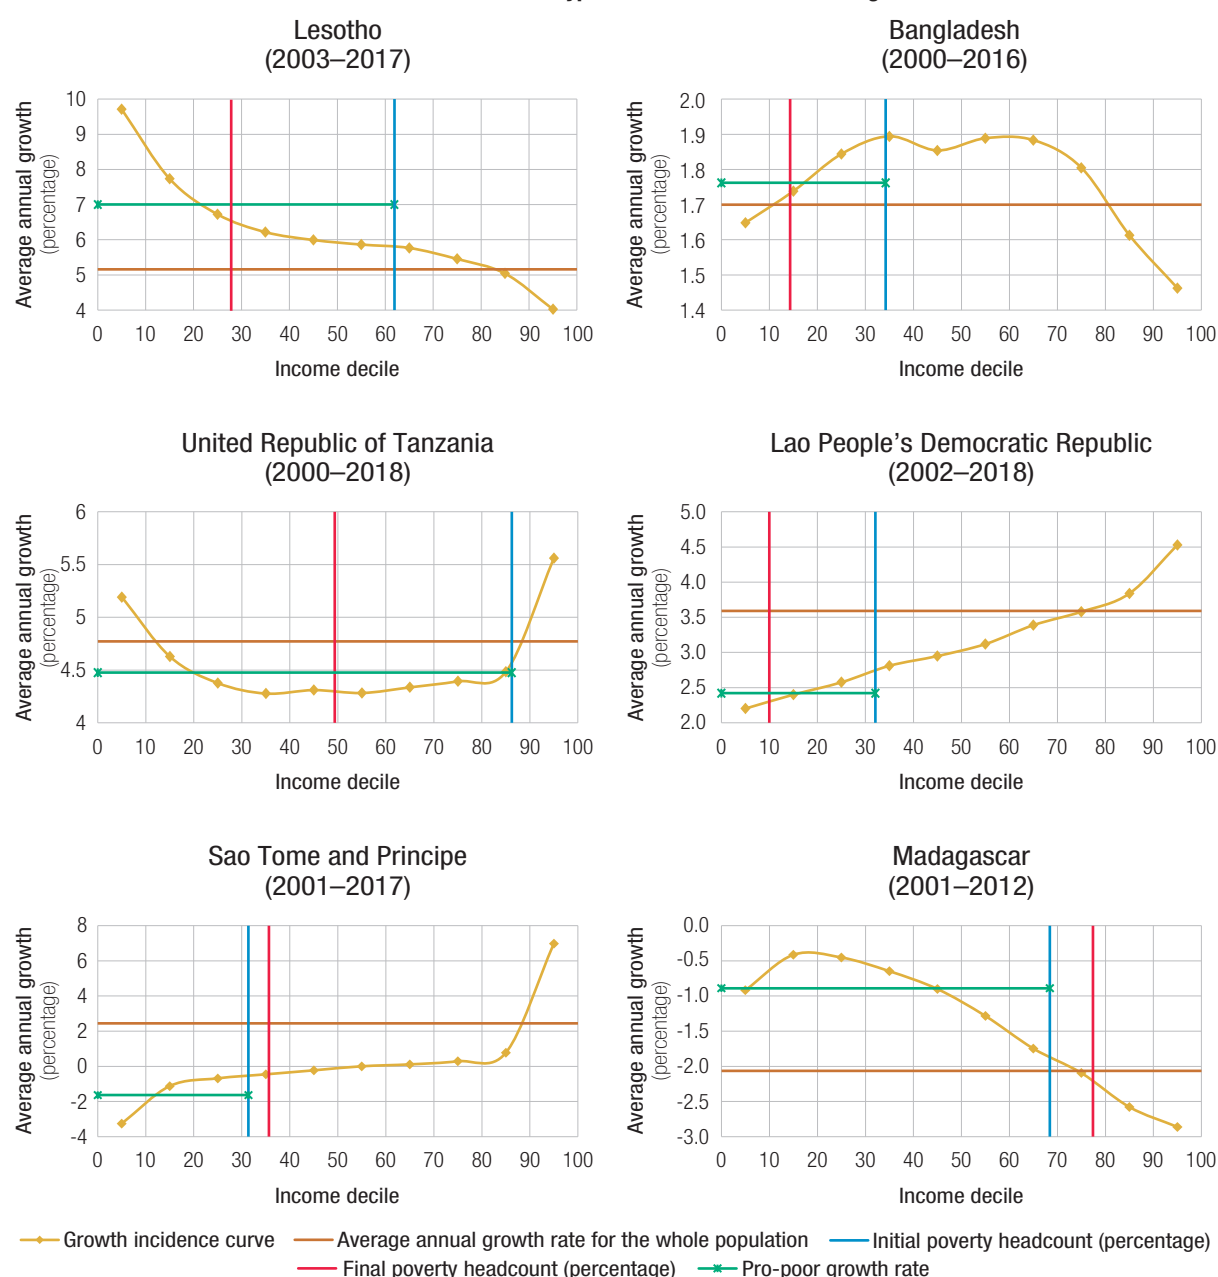 Lesotho
(2003–2017)
Average annual growth
(percentage)
10
9
8
7
6
5
4
0 10 20 30 40 50 60 70 80 90 100
Income decile
Bangladesh
(2000–2016)
Average annual growth
(percentage)
2.0
1.9
1.8
1.7
1.6
1.5
1.4
0 10 20 30 40 50 60 70 80 90 100
Income decile
United Republic of Tanzania
(2000–2018)
Average annual growth
(percentage)
6
5.5
5
4.5
4
0 10 20 30 40 50 60 70 80 90 100
Income decile
Lao People’s Democratic Republic
(2002–2018)
Average annual growth
(percentage)
5.0
4.5
4.0
3.5
3.0
2.5
2.0
0 10 20 30 40 50 60 70 80 90 100
Income decile
Sao Tome and Principe
(2001–2017)
Average annual growth
(percentage)
8
6
4
2
0
-2
-4
0 10 20 30 40 50 60 70 80 90 100
Income decile
Madagascar
(2001–2012)
Average annual growth
(percentage)
0.0
-0.5
-1.0
-1.5
-2.0
-2.5
-3.0
0 10 20 30 40 50 60 70 80 90 100
Income decile
Growth incidence curve Average annual growth rate for the whole population Initial poverty headcount (percentage)
Final poverty headcount (percentage) Pro-poor growth rate